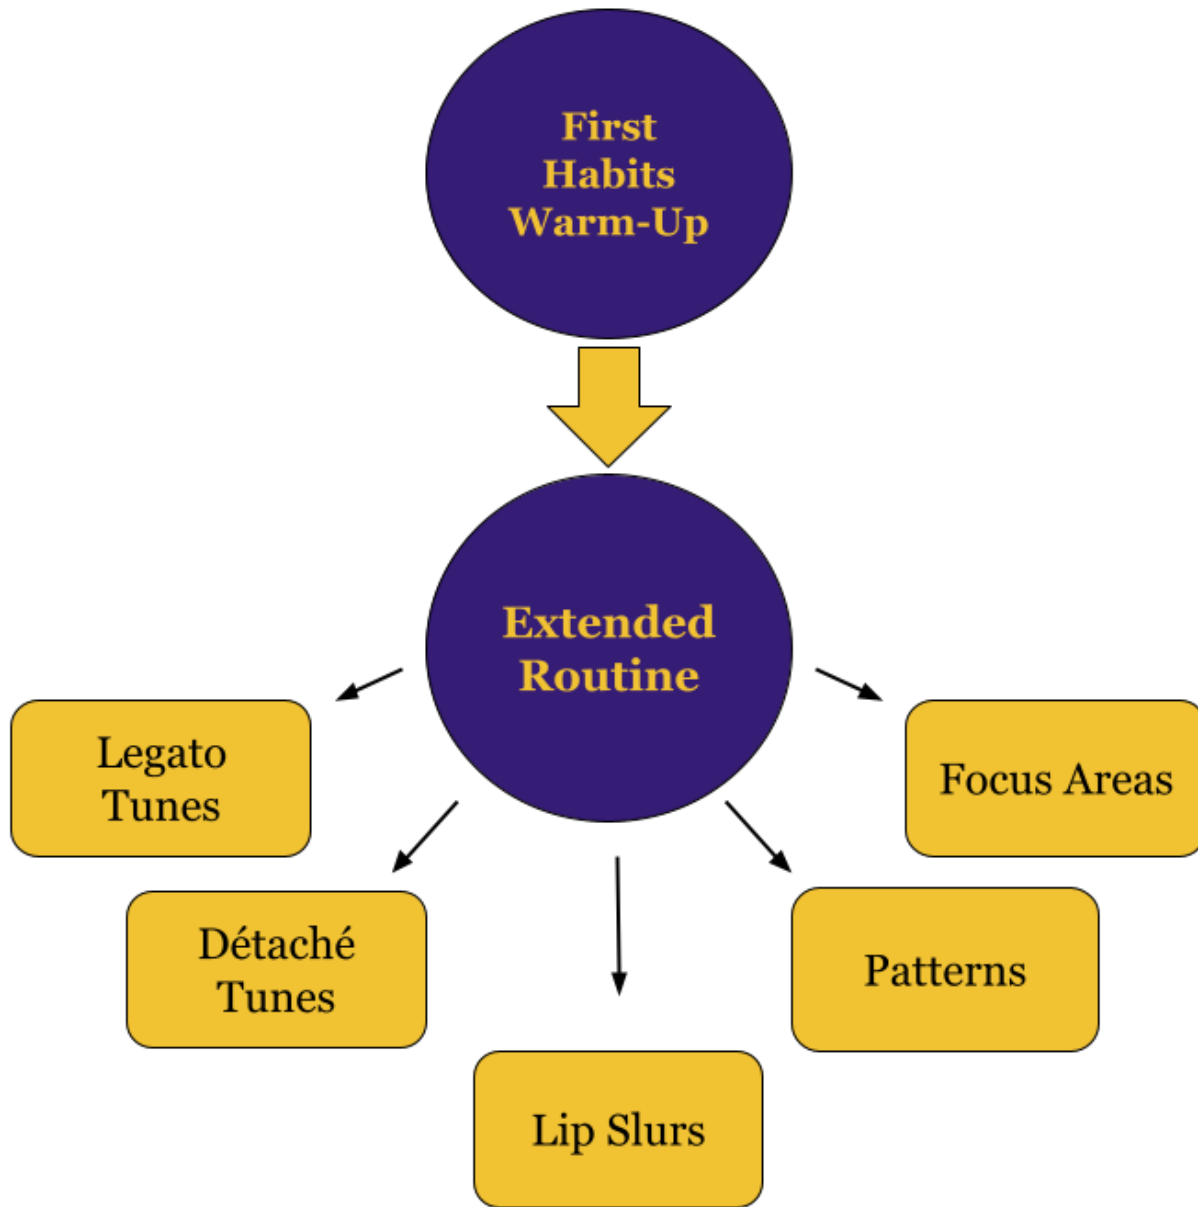 First
Habits
Warm-Up
Extended
Routine
Legato
Tunes
Détaché
Tunes
Lip Slurs
Patterns
Focus Areas